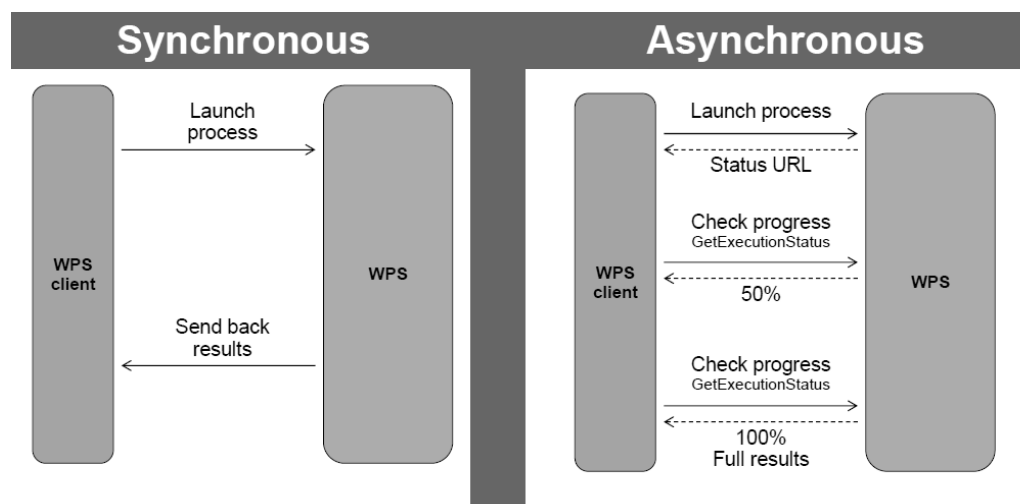 Synchronous
Launch
process
WPS
client
WPS
Send back
results
Asynchronous
Launch process
Status URL
Check progress
GetExecutionStatus
50%
WPS
client
WPS
Check progress
GetExecutionStatus
100%
Full results